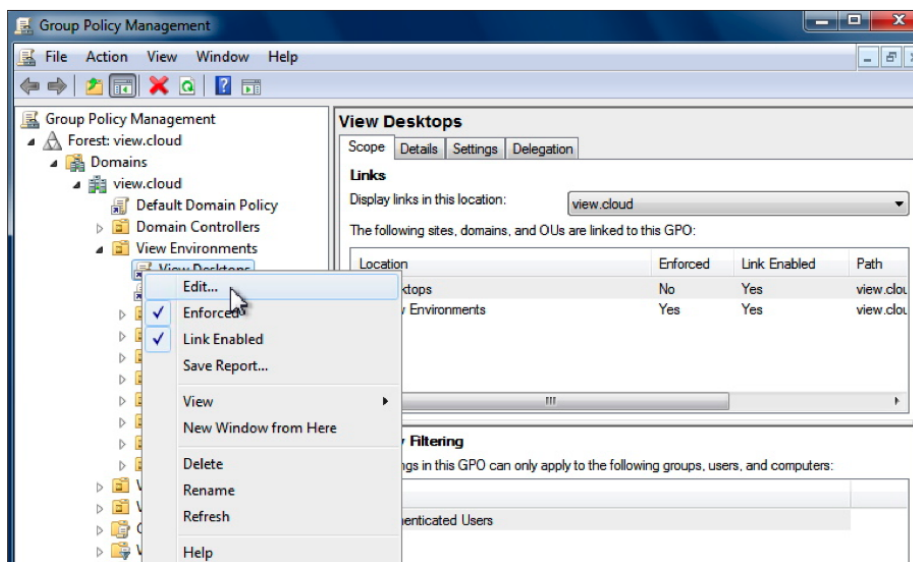 Group Policy Management
File Action View Window Help
Group Policy Management
Forest: view.cloud
Domains
view.cloud
Default Domain Policy
Domain Controllers
View Environments
View Desktops
Edit...
Enforced
Link Enabled
Save Report...
View
New Window from Here
Delete
Rename
Refresh
Help
View Desktops
Scope Details Settings Delegation
Links
Display links in this location: view.cloud
The following sites, domains, and OUs are linked to this GPO:
Location Enforced Link Enabled Path
ktops No Yes view.clou
Environments Yes Yes view.clou
Filtering
ngs in this GPO can only apply to the following groups, users, and computers:
enticated Users